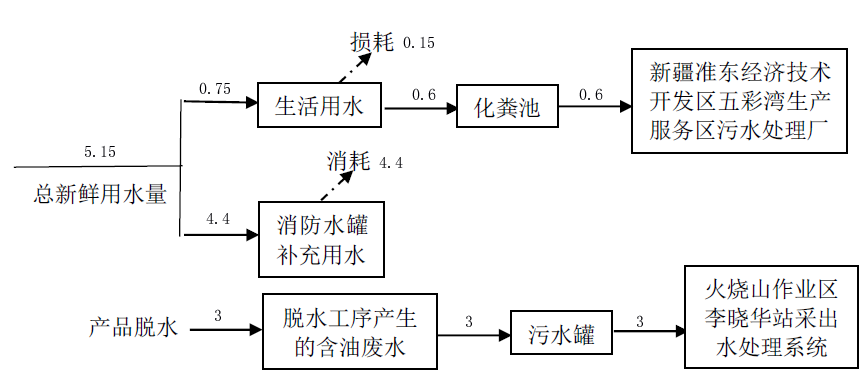 损耗 0.15
0.75
生活用水
0.6
化粪池
0.6
新疆准东经济技术
开发区五彩湾生产
服务区污水处理厂
5.15
总新鲜用水量
消耗 4.4
4.4
消防水罐
补充用水
产品脱水
3
脱水工序产生
的含油废水
3
污水罐
3
火烧山作业区
李晓华站采出
水处理系统